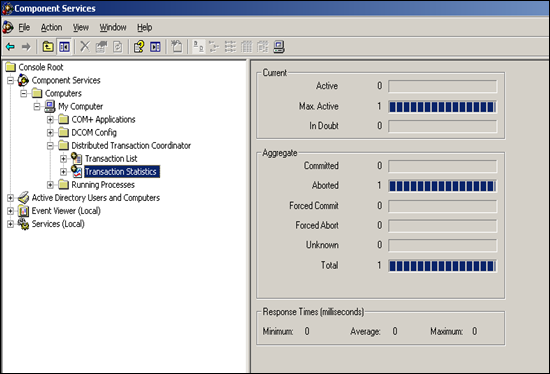 Component Services
File Action View Window Help
Console Root
Component Services
Computers
My Computer
COM+ Applications
DCOM Config
Distributed Transaction Coordinator
Transaction List
Transaction Statistics
Running Processes
Active Directory Users and Computers
Event Viewer (Local)
Services (Local)
Current
Active 0
Max. Active 1
In Doubt 0
Aggregate
Committed 0
Aborted 1
Forced Commit 0
Forced Abort 0
Unknown 0
Total 1
Response Times (milliseconds)
Minimum: 0 Average: 0 Maximum: 0